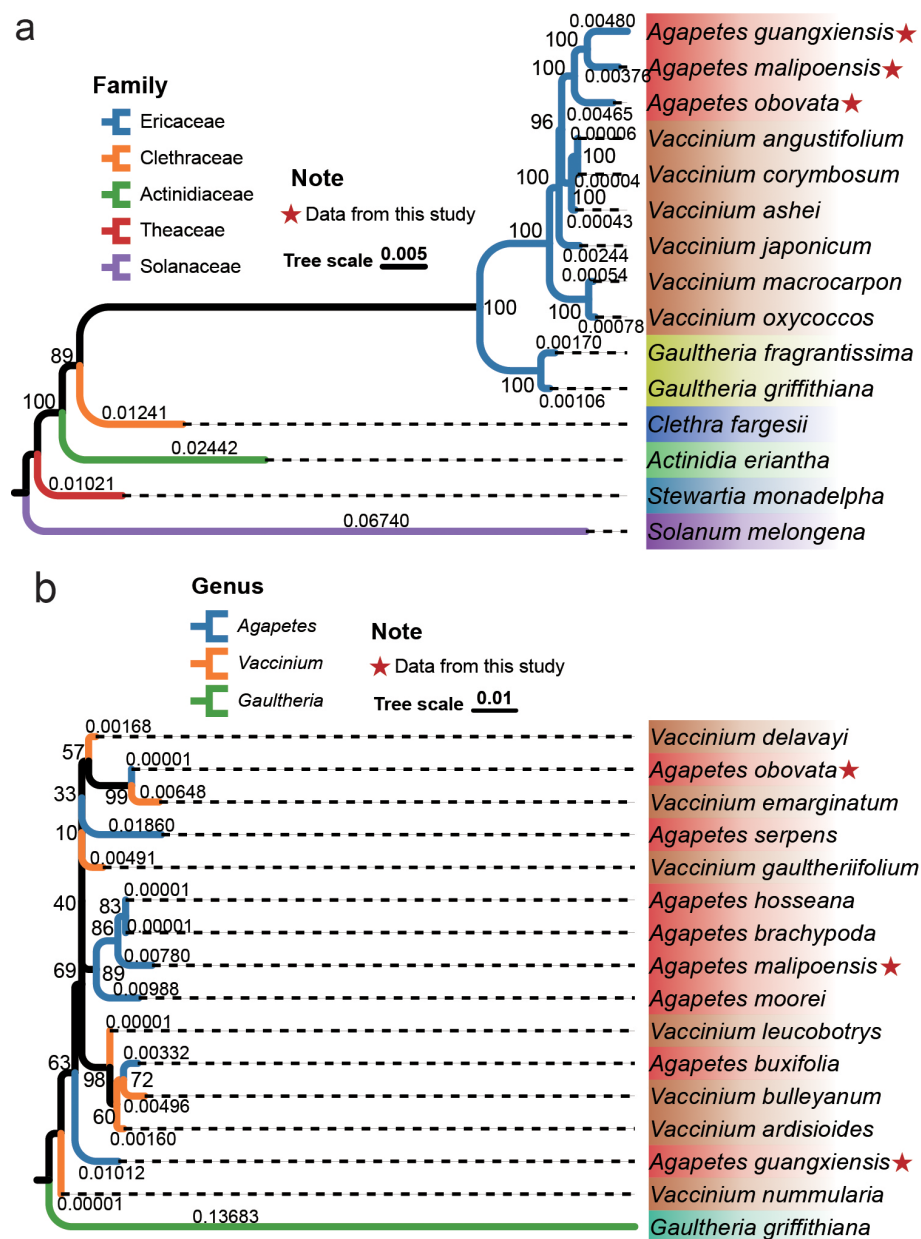 a
Family
Ericaceae
Clethraceae
Actinidiaceae
Theaceae
Solanaceae
Note
Data from this study
Tree scale 0.005
0.00480
Agapetes guangxiensis
100
100
0.00376
Agapetes malipoensis
100
0.00465
Agapetes obovata
96
0.00006
Vaccinium angustifolium
100
100
0.00004
Vaccinium corymbosum
100
0.00043
Vaccinium ashei
100
0.00244
Vaccinium japonicum
0.00054
Vaccinium macrocarpon
100
100
0.00078
Vaccinium oxycoccos
0.00170
Gaultheria fragrantissima
100
0.00106
Gaultheria griffithiana
89
100
0.01241
Clethra fargesii
0.02442
Actinidia eriantha
0.01021
Stewartia monadelpha
0.06740
Solanum melongena
b
Genus
Agapetes
Vaccinium
Gaultheria
Note
Data from this study
Tree scale 0.01
0.00168
Vaccinium delavayi
57
0.00001
Agapetes obovata
99
0.00648
Vaccinium emarginatum
33
0.01860
Agapetes serpens
10
0.00491
Vaccinium gaultheriifolium
40
83
0.00001
Agapetes hosseana
86
0.00001
Agapetes brachypoda
69
89
0.00780
Agapetes malipoensis
0.00988
Agapetes moorei
0.00001
Vaccinium leucobotrys
63
98
0.00332
Agapetes buxifolia
72
0.00496
Vaccinium bulleyanum
60
0.00160
Vaccinium ardisioides
0.01012
Agapetes guangxiensis
0.00001
Vaccinium nummularia
0.13683
Gaultheria griffithiana